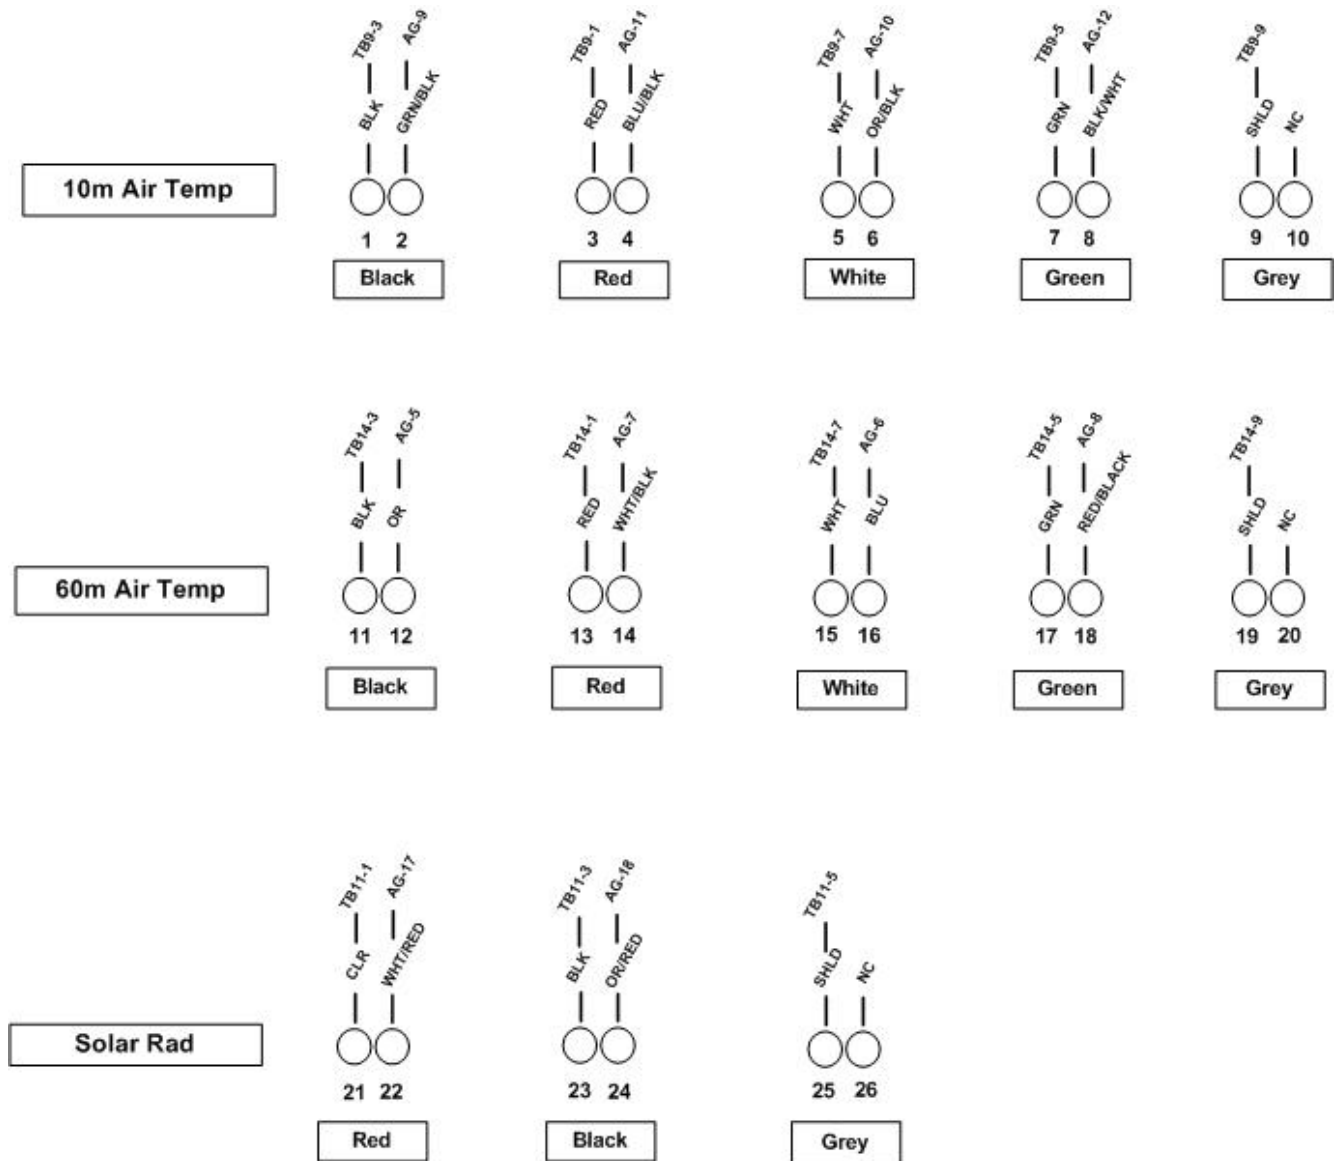 TB9-3 AG-9 TB9-1 AG-11 TB9-7 AG-10 TB9-5 AG-12 TB9-9
BLK GRN/BLK RED BLU/BLK WHT OR/BLK GRN BLK/WHT SHLD NC
10m Air Temp
1 2 3 4 5 6 7 8 9 10
Black Red White Green Grey
TB14-3 AG-5 TB14-1 AG-7 TB14-7 AG-6 TB14-5 AG-8 TB14-9
BLK OR RED WHT/BLK WHT BLU GRN RED/BLACK SHLD NC
60m Air Temp
11 12 13 14 15 16 17 18 19 20
Black Red White Green Grey
TB11-1 AG-17 TB11-3 AG-18 TB11-5
CLR WHT/RED BLK OR/RED SHLD NC
Solar Rad
21 22 23 24 25 26
Red Black Grey